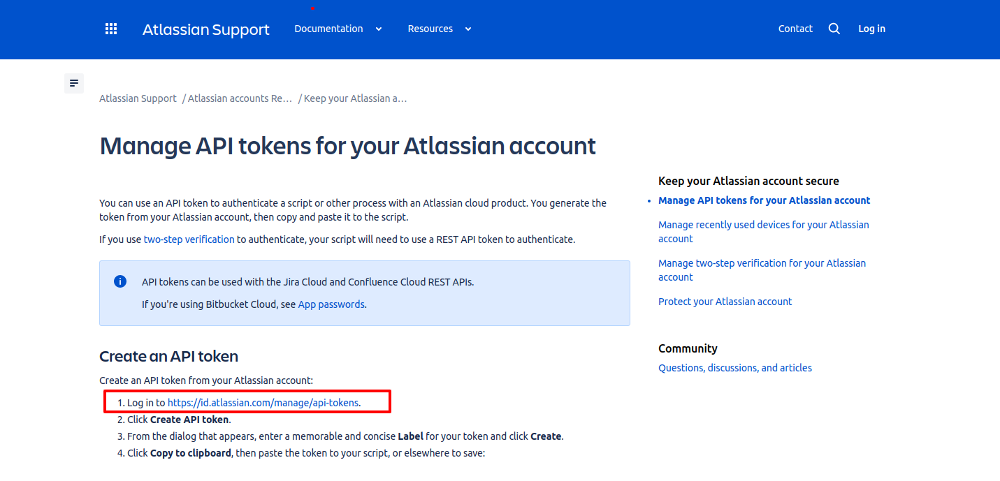 Atlassian Support Documentation Resources Contact Log in
Atlassian Support / Atlassian accounts Re… / Keep your Atlassian a…
Manage API tokens for your Atlassian account
You can use an API token to authenticate a script or other process with an Atlassian cloud product. You generate the
token from your Atlassian account, then copy and paste it to the script.
If you use two-step verification to authenticate, your script will need to use a REST API token to authenticate.
API tokens can be used with the Jira Cloud and Confluence Cloud REST APIs.
If you're using Bitbucket Cloud, see App passwords.
Create an API token
Create an API token from your Atlassian account:
1. Log in to https://id.atlassian.com/manage/api-tokens.
2. Click Create API token.
3. From the dialog that appears, enter a memorable and concise Label for your token and click Create.
4. Click Copy to clipboard, then paste the token to your script, or elsewhere to save:
Keep your Atlassian account secure
• Manage API tokens for your Atlassian account
Manage recently used devices for your Atlassian
account
Manage two-step verification for your Atlassian
account
Protect your Atlassian account
Community
Questions, discussions, and articles